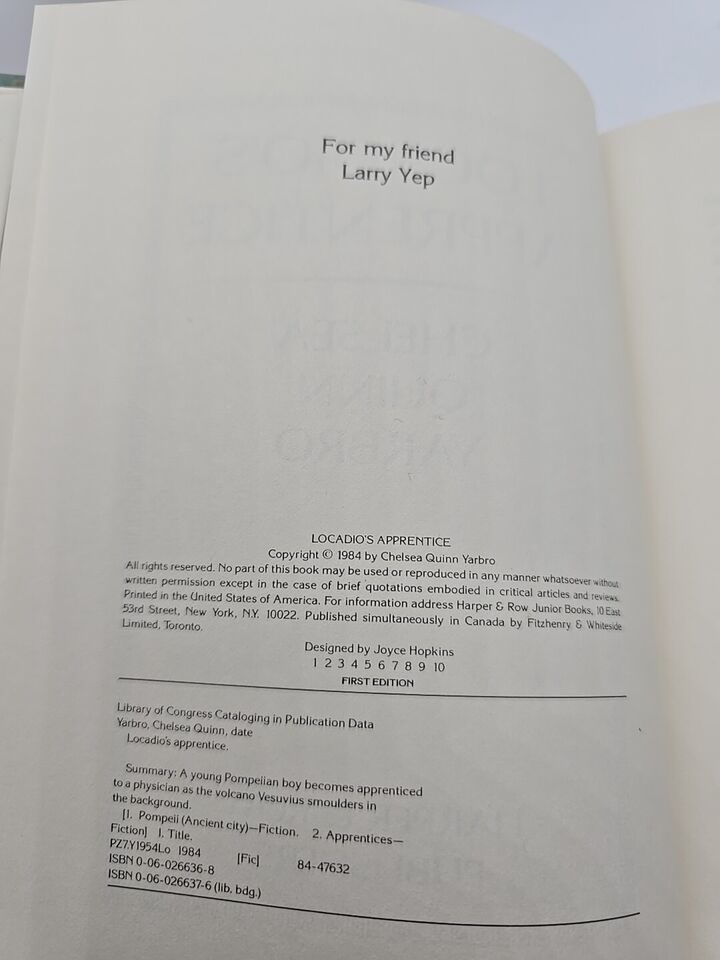 For my friend
Larry Yep
LOCADIO'S APPRENTICE
Copyright © 1984 by Chelsea Quinn Yarbro
All rights reserved. No part of this book may be used or reproduced in any manner whatsoever without
written permission except in the case of brief quotations embodied in critical articles and reviews.
Printed in the United States of America. For information address Harper & Row Junior Books, 10 East
53rd Street, New York, N.Y. 10022. Published simultaneously in Canada by Fitzhenry & Whiteside
Limited, Toronto.
Designed by Joyce Hopkins
1 2 3 4 5 6 7 8 9 10
FIRST EDITION
Library of Congress Cataloging in Publication Data
Yarbro, Chelsea Quinn, date
Locadio's apprentice.
Summary: A young Pompeiian boy becomes apprenticed
to a physician as the volcano Vesuvius smoulders in
the background.
[1. Pompeii (Ancient city)—Fiction. 2. Apprentices—
Fiction] I. Title.
PZ7.Y1954Lo 1984 [Fic] 84-47632
ISBN 0-06-026636-8
ISBN 0-06-026637-6 (lib. bdg.)